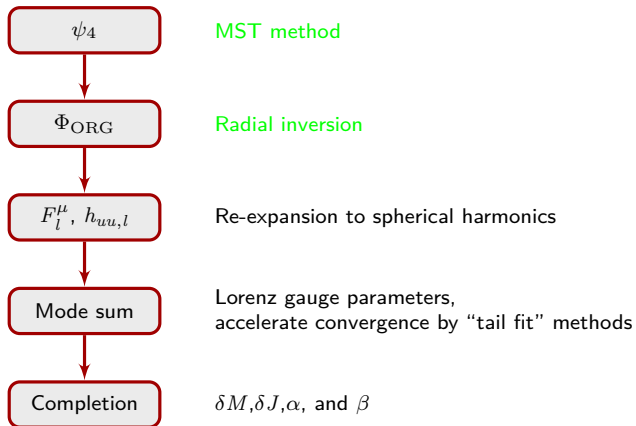 ψ₄ MST method
Φ_ORG Radial inversion
F_l^μ, h_{uu,l} Re-expansion to spherical harmonics
Mode sum Lorenz gauge parameters,
accelerate convergence by “tail fit” methods
Completion δM,δJ,α, and β